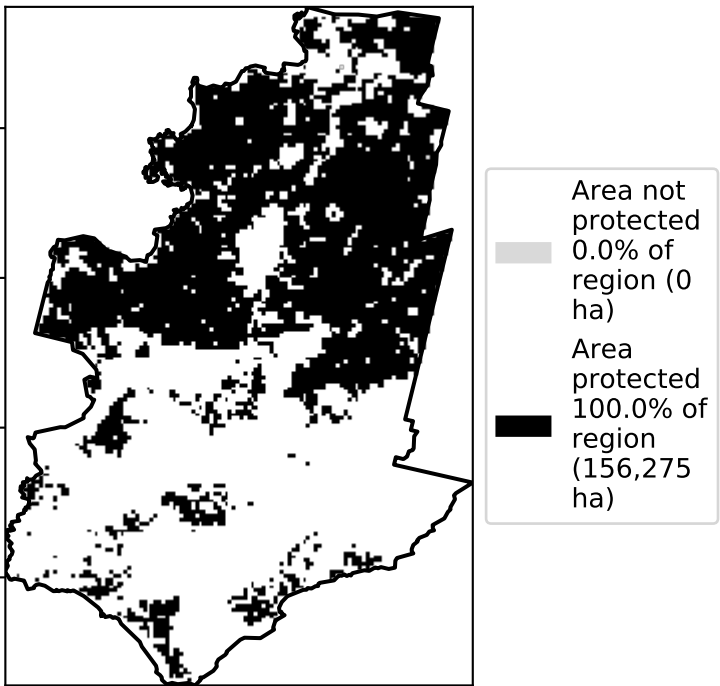 Area not
protected
0.0% of
region (0
ha)
Area
protected
100.0% of
region
(156,275
ha)